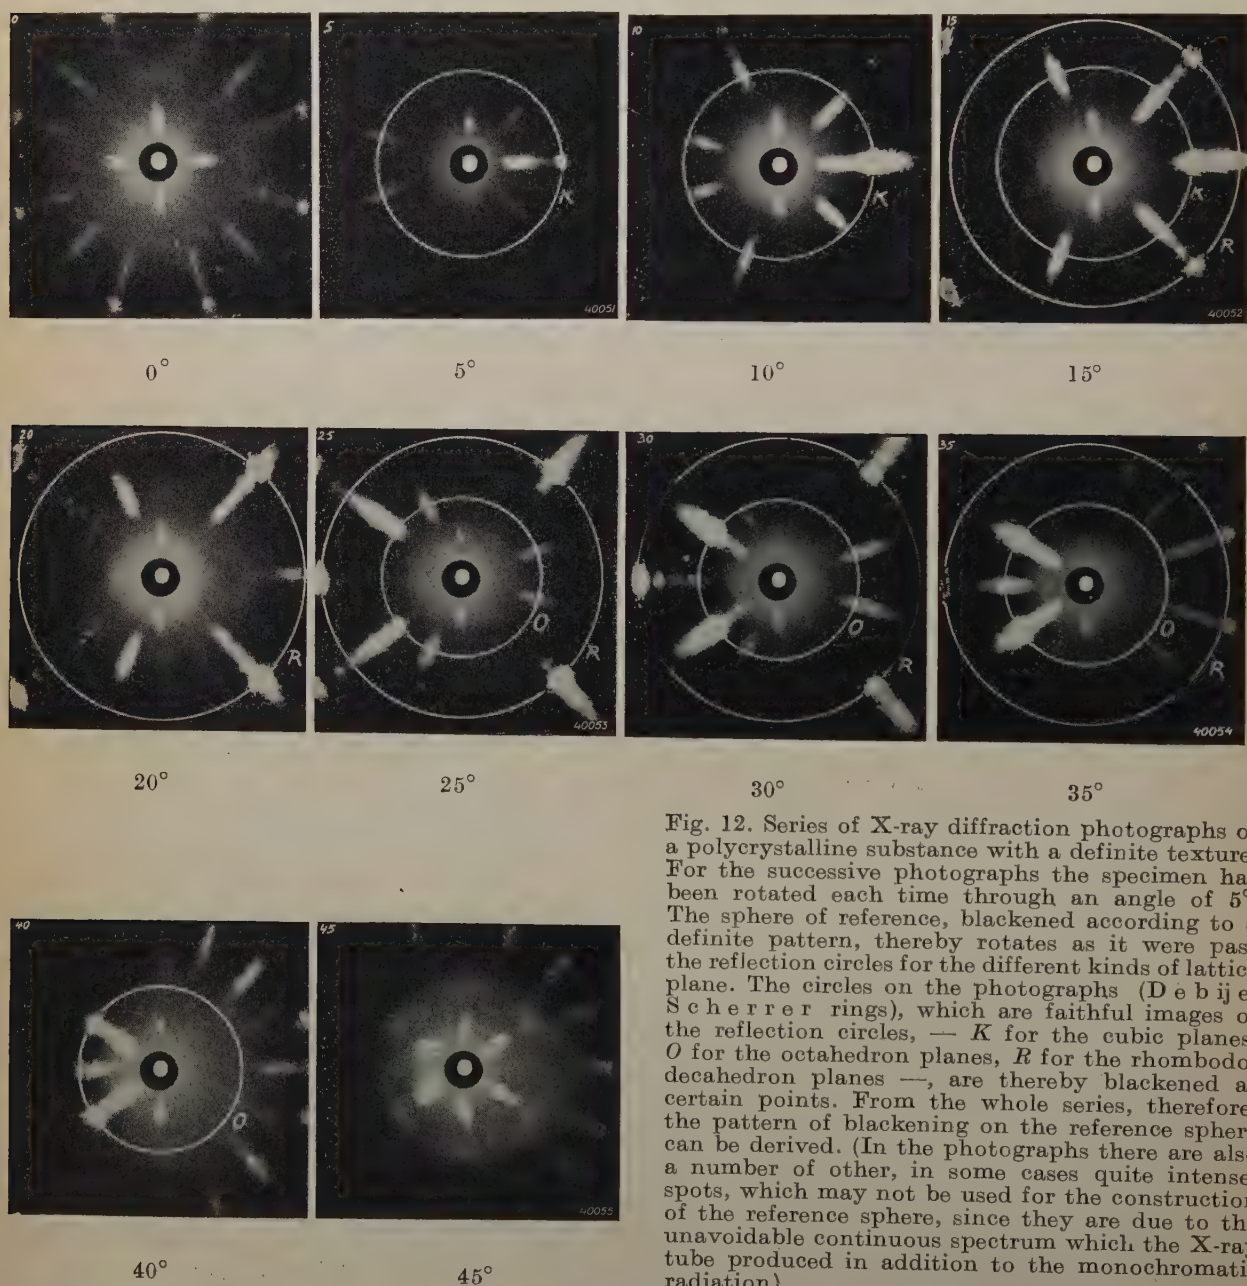 0 5 10 15
K K K R
40051 40052
0° 5° 10° 15°
20 25 30 35
R O R O R O R
40053 40054
20° 25° 30° 35°
Fig. 12. Series of X-ray diffraction photographs o
a polycrystalline substance with a definite texture
For the successive photographs the specimen ha
been rotated each time through an angle of 5°
The sphere of reference, blackened according to
definite pattern, thereby rotates as it were pas
the reflection circles for the different kinds of lattic
plane. The circles on the photographs (Debije
Scherrer rings), which are faithful images o
the reflection circles, — K for the cubic planes
O for the octahedron planes, R for the rhombodo
decahedron planes —, are thereby blackened a
certain points. From the whole series, therefore
the pattern of blackening on the reference spher
can be derived. (In the photographs there are als
a number of other, in some cases quite intense
spots, which may not be used for the construction
of the reference sphere, since they are due to th
unavoidable continuous spectrum which the X-ray
tube produced in addition to the monochromati
radiation)
40 45
O
40055
40° 45°